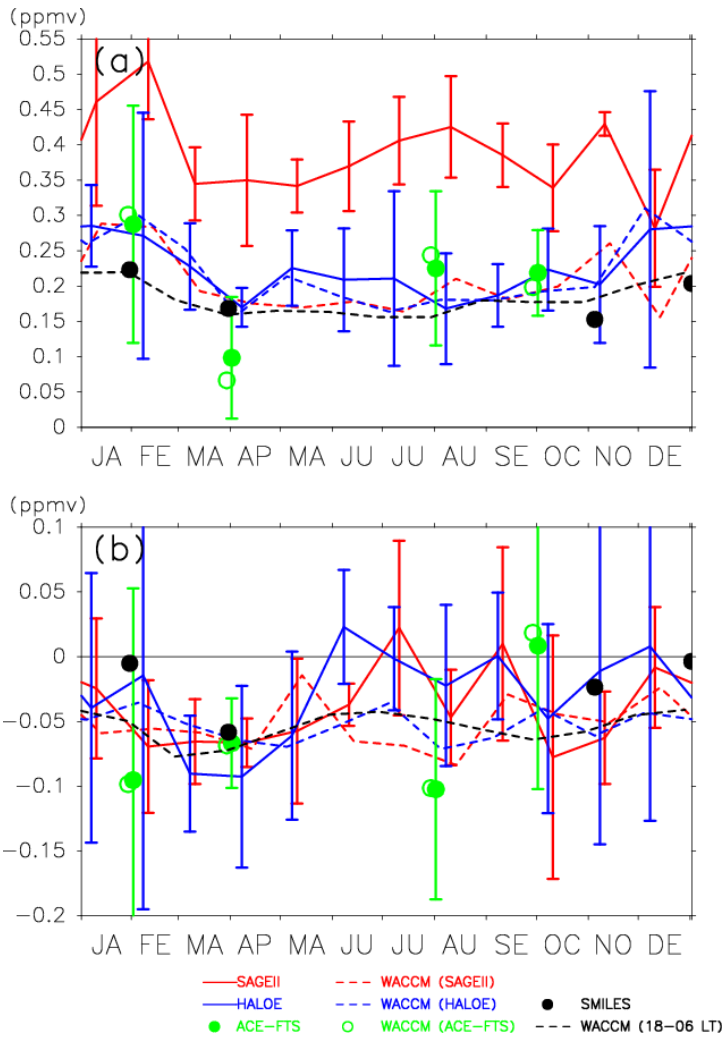 (ppmv)
0.55
(a)
0.5
0.45
0.4
0.35
0.3
0.25
0.2
0.15
0.1
0.05
0
JA FE MA AP MA JU JU AU SE OC NO DE
(ppmv)
0.1
(b)
0.05
0
−0.05
−0.1
−0.15
−0.2
JA FE MA AP MA JU JU AU SE OC NO DE
SAGEII WACCM (SAGEII)
HALOE WACCM (HALOE) SMILES
ACE−FTS WACCM (ACE−FTS) WACCM (18−06 LT)